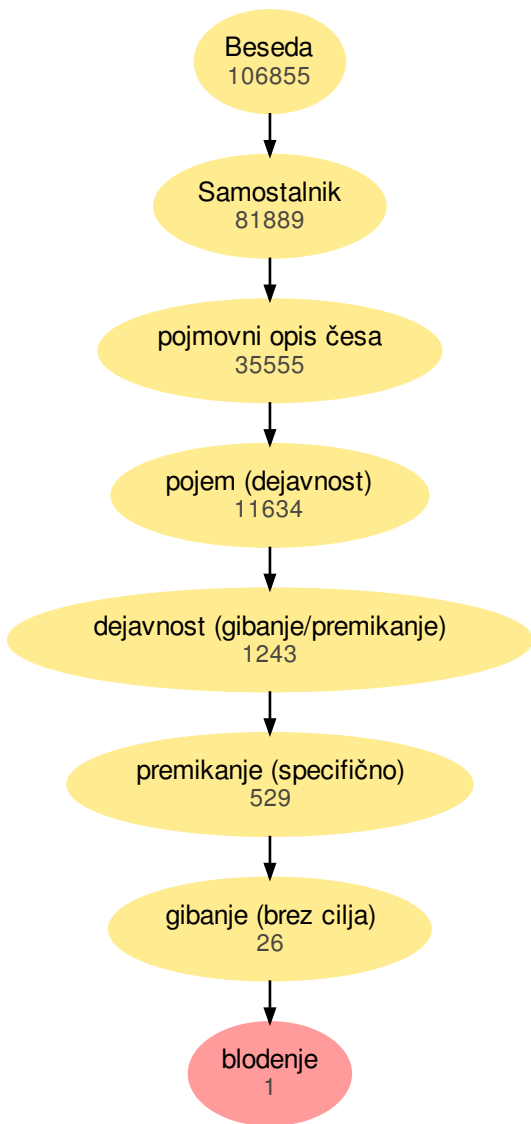 Beseda
106855
Samostalnik
81889
pojmovni opis česa
35555
pojem (dejavnost)
11634
dejavnost (gibanje/premikanje)
1243
premikanje (specifično)
529
gibanje (brez cilja)
26
blodenje
1